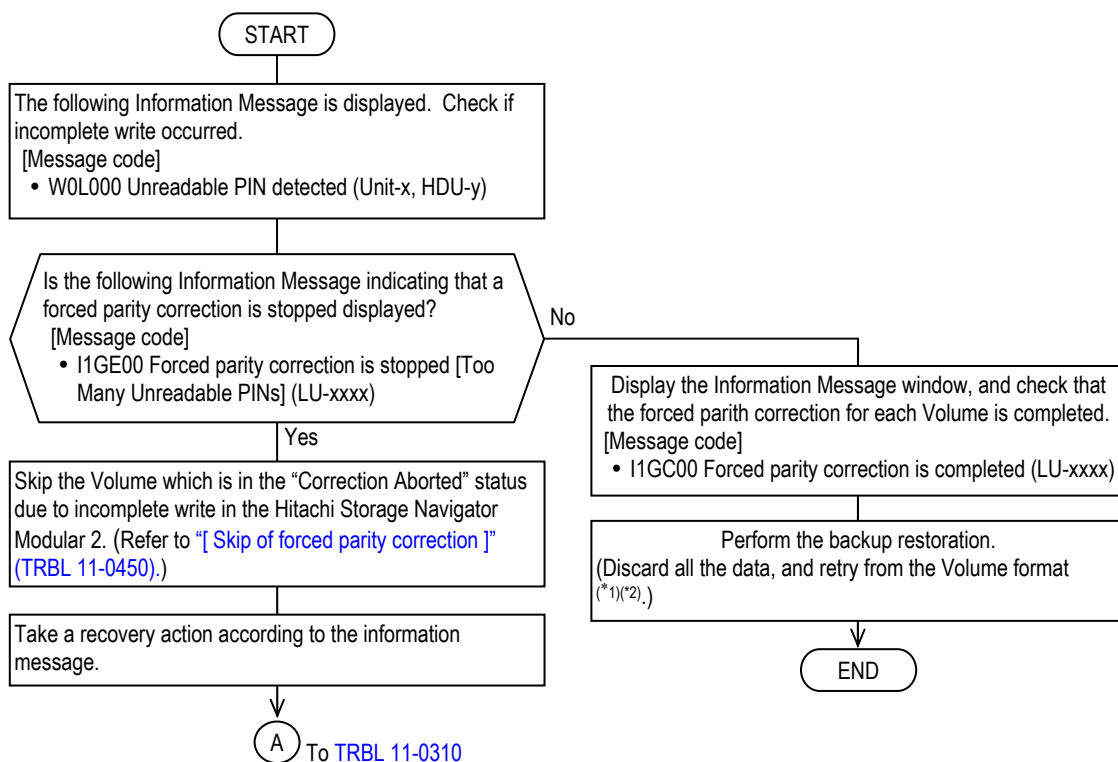 START
The following Information Message is displayed.  Check if
incomplete write occurred.
[Message code]
• W0L000 Unreadable PIN detected (Unit-x, HDU-y)
Is the following Information Message indicating that a
forced parity correction is stopped displayed?
[Message code]
• I1GE00 Forced parity correction is stopped [Too
Many Unreadable PINs] (LU-xxxx)
No
Yes
Skip the Volume which is in the “Correction Aborted” status
due to incomplete write in the Hitachi Storage Navigator
Modular 2. (Refer to “[ Skip of forced parity correction ]”
(TRBL 11-0450).)
Take a recovery action according to the information
message.
A
To TRBL 11-0310
Display the Information Message window, and check that
the forced parith correction for each Volume is completed.
[Message code]
• I1GC00 Forced parity correction is completed (LU-xxxx)
Perform the backup restoration.
(Discard all the data, and retry from the Volume format
(*1)(*2).)
END